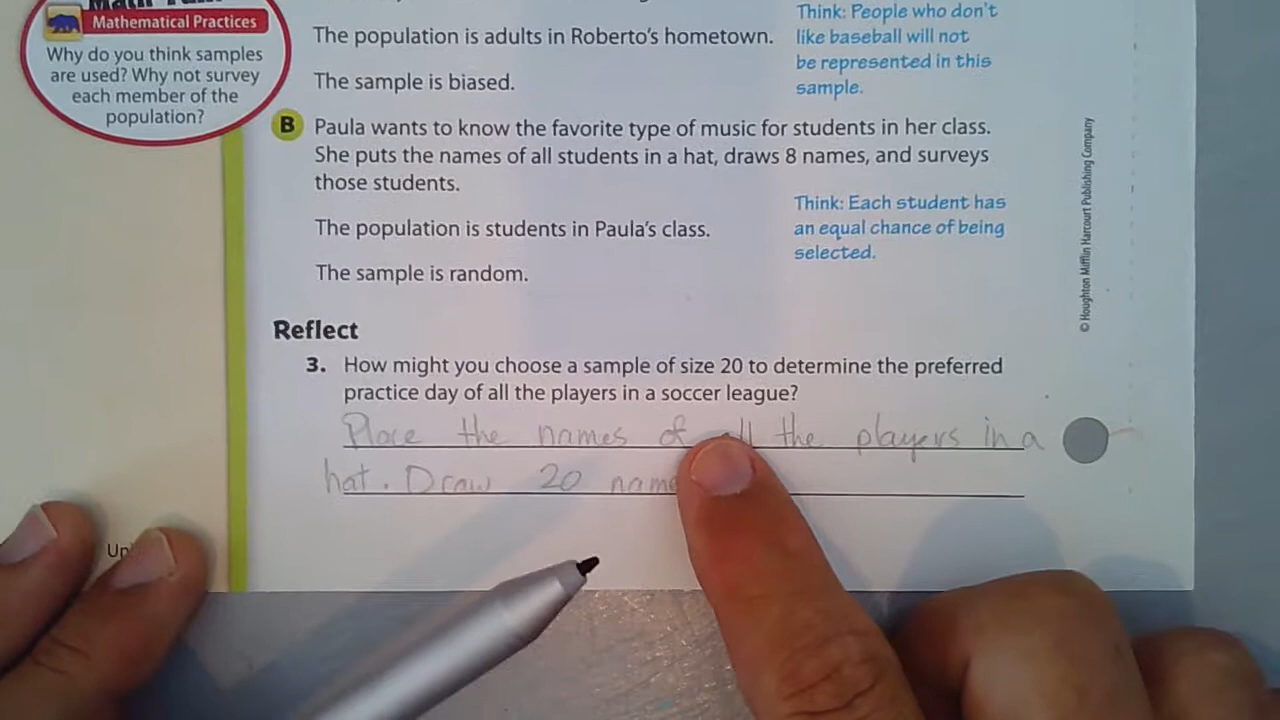 Mathematical Practices
Why do you think samples
are used? Why not survey
each member of the
population?
The population is adults in Roberto's hometown.
The sample is biased.
Think: People who don't
like baseball will not
be represented in this
sample.
B Paula wants to know the favorite type of music for students in her class.
She puts the names of all students in a hat, draws 8 names, and surveys
those students.
The population is students in Paula's class.
The sample is random.
Think: Each student has
an equal chance of being
selected.
© Houghton Mifflin Harcourt Publishing Company
Reflect
3. How might you choose a sample of size 20 to determine the preferred
practice day of all the players in a soccer league?
Place the names of all the players in a
hat. Draw 20 name